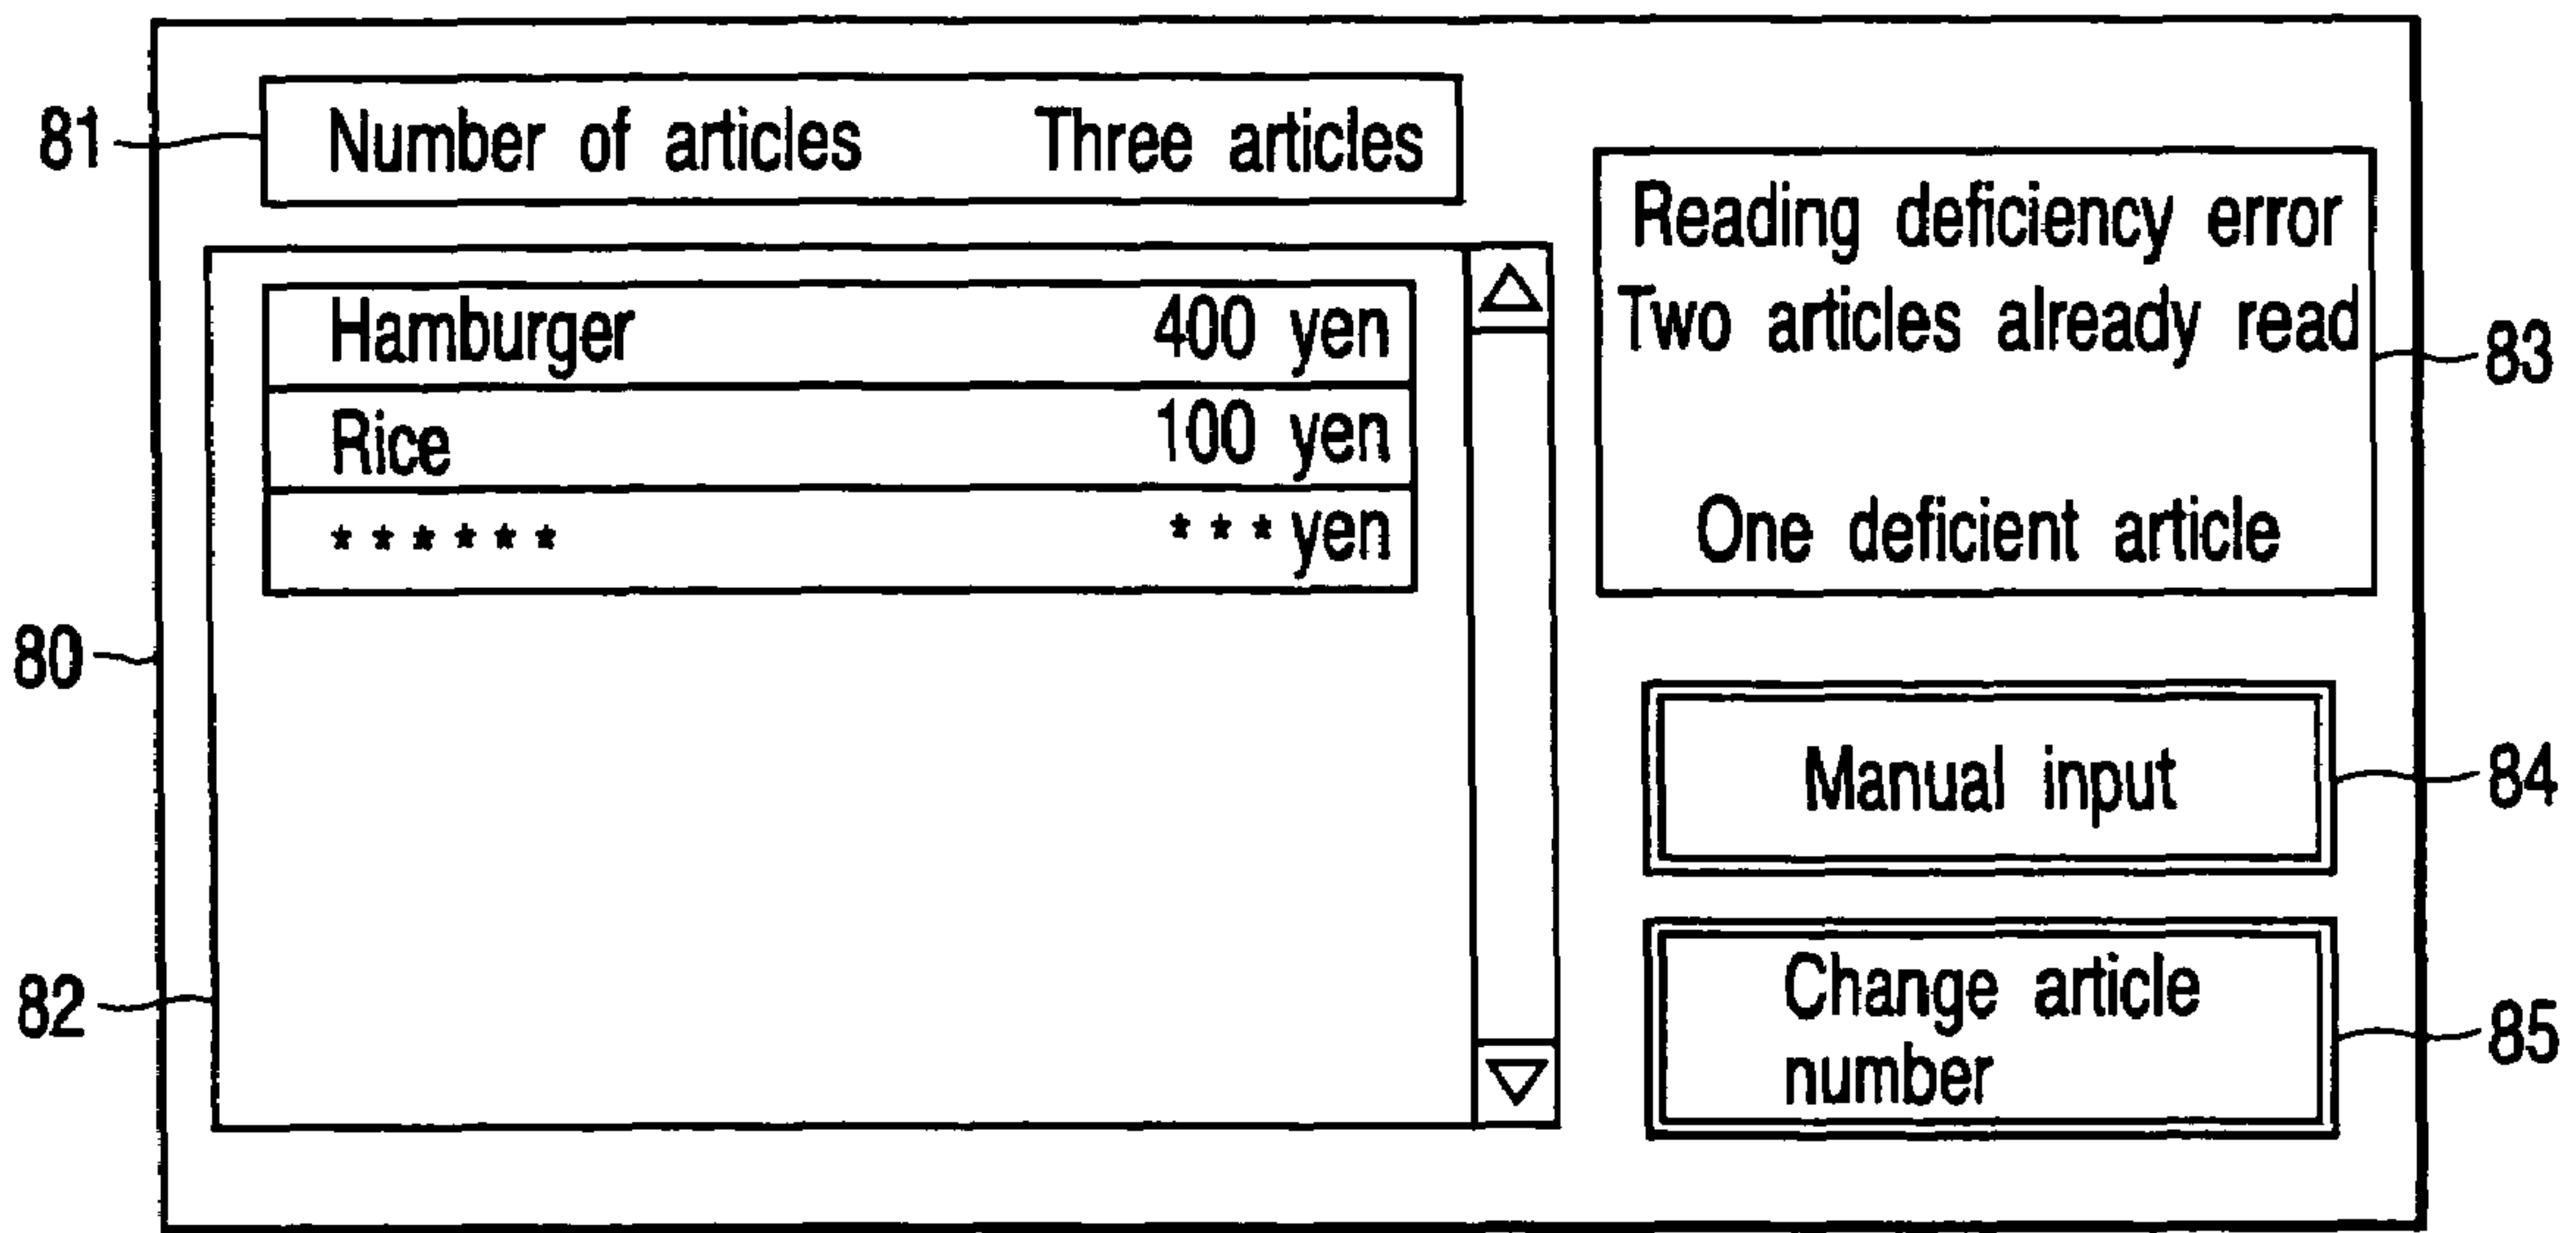 81
Number of articles Three articles
Hamburger 400 yen
Rice 100 yen
****** *** yen
80
82
Reading deficiency error
Two articles already read
One deficient article
83
Manual input
84
Change article
number
85